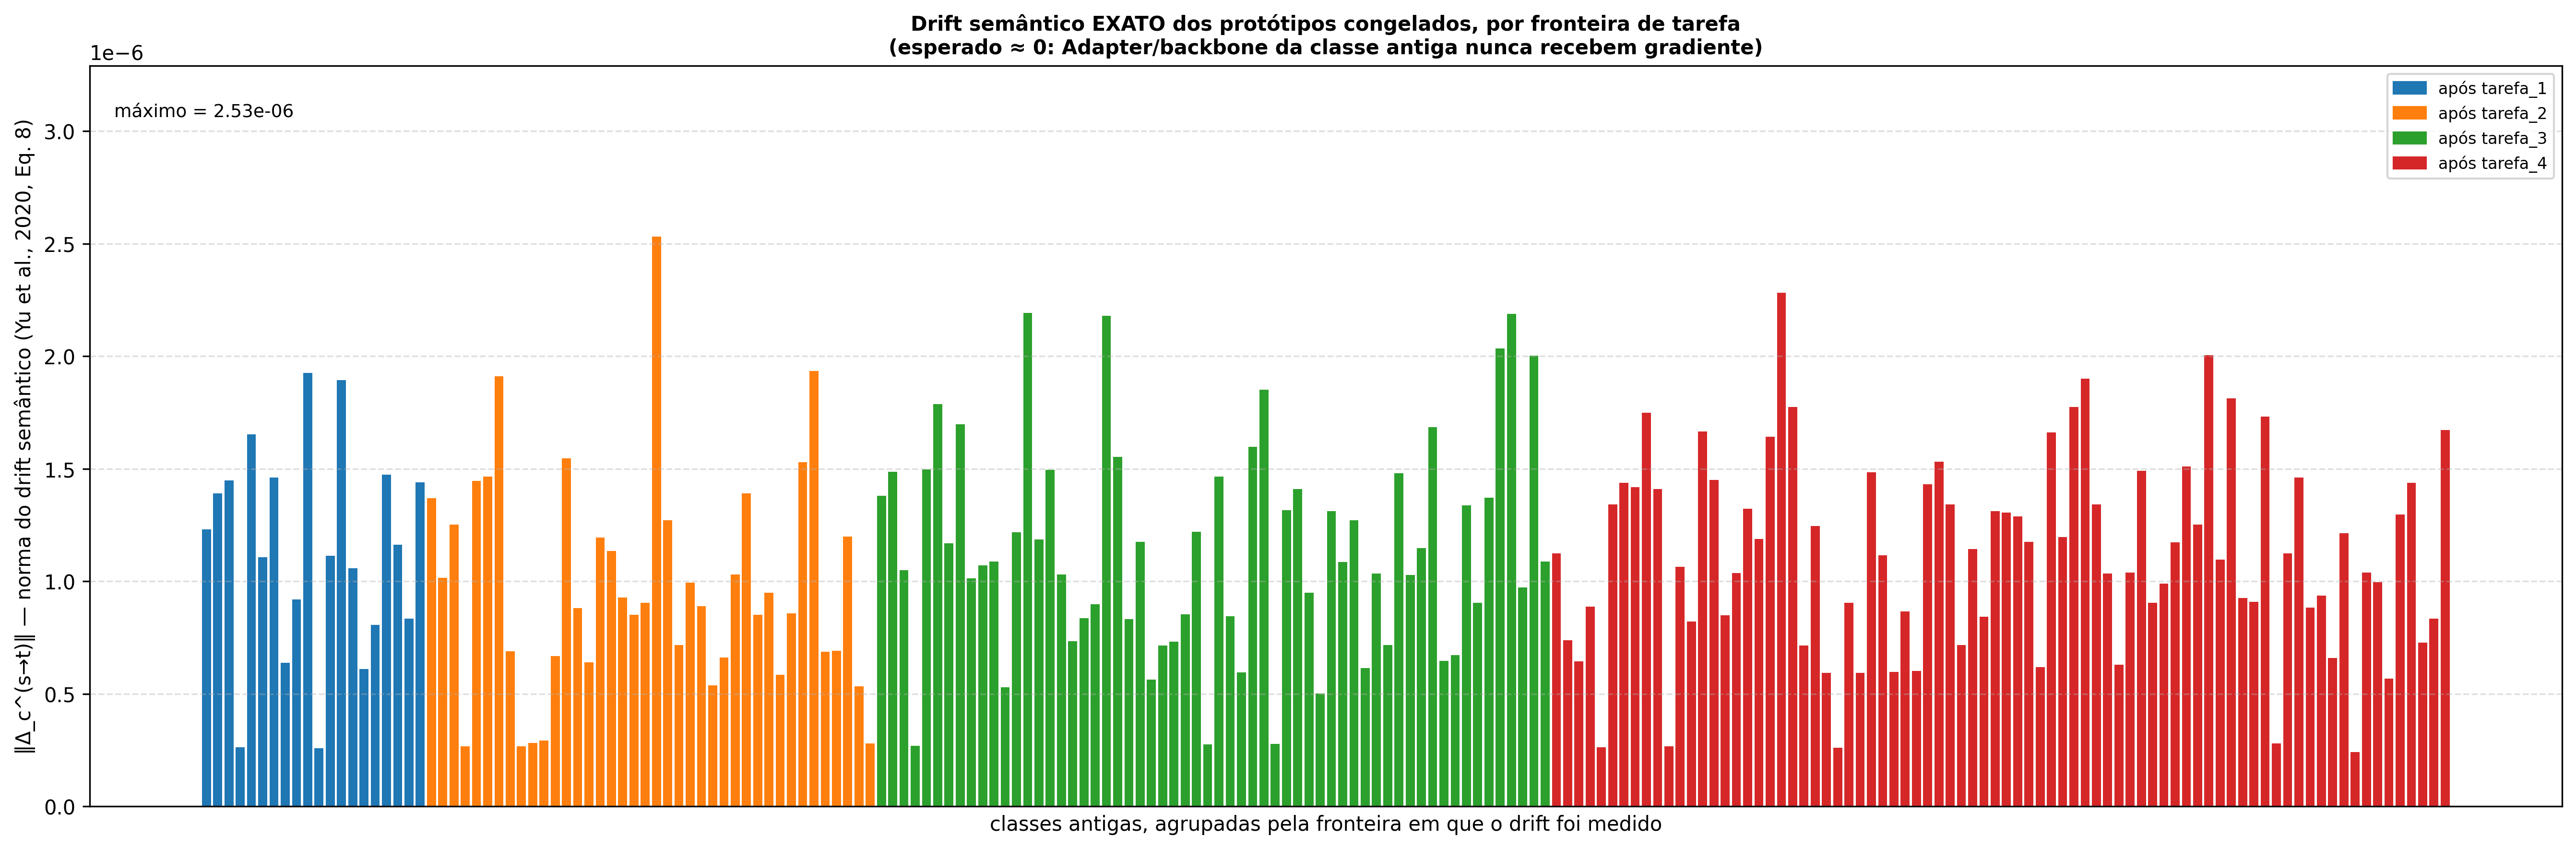 Drift semântico EXATO dos protótipos congelados, por fronteira de tarefa
(esperado ≈ 0: Adapter/backbone da classe antiga nunca recebem gradiente)
1e−6
máximo = 2.53e-06
após tarefa_1
após tarefa_2
após tarefa_3
após tarefa_4
‖Δ_c^(s→t)‖ — norma do drift semântico (Yu et al., 2020, Eq. 8)
3.0
2.5
2.0
1.5
1.0
0.5
0.0
classes antigas, agrupadas pela fronteira em que o drift foi medido